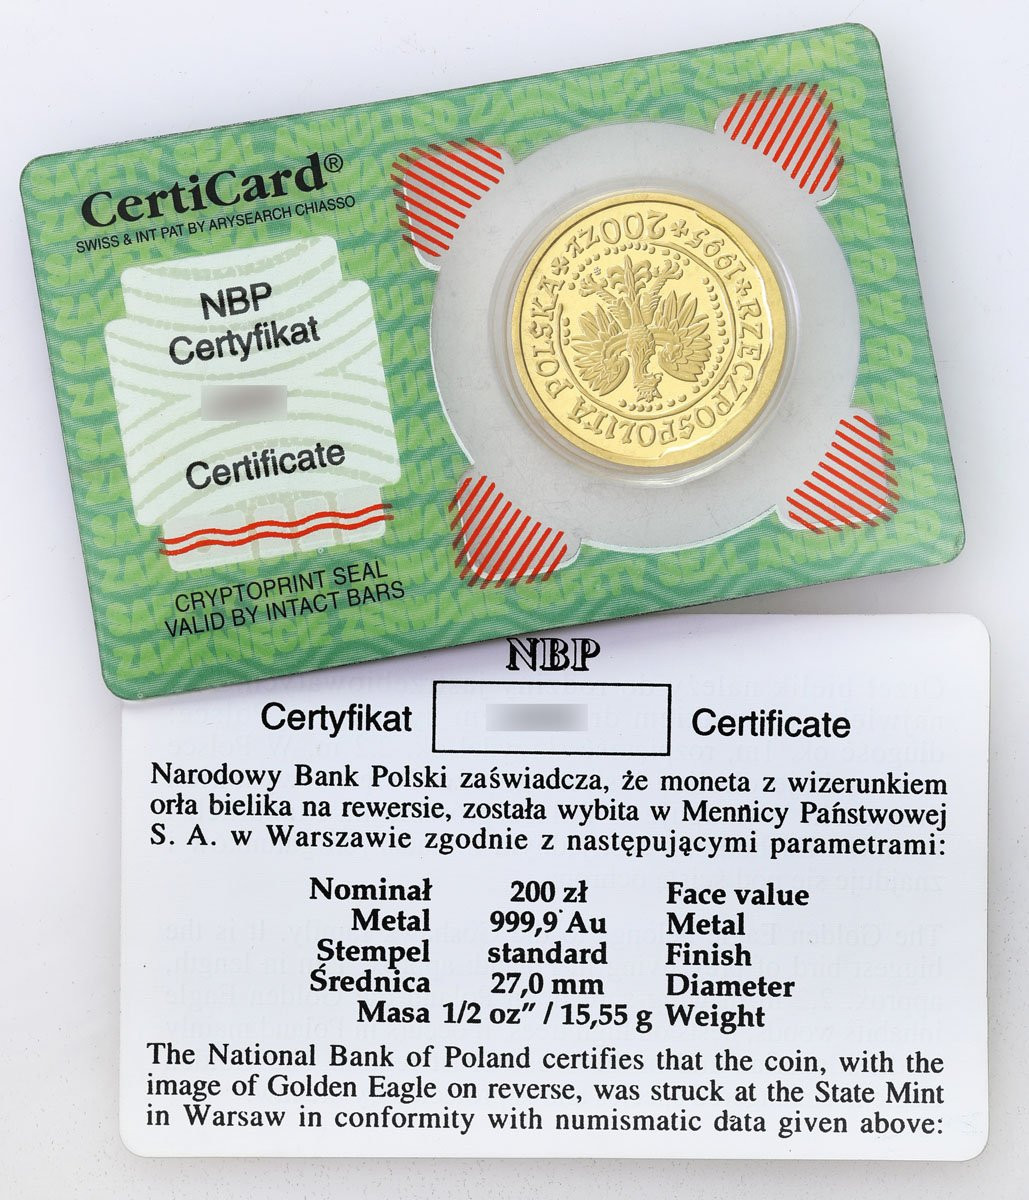 SAFETY SEAL ANNULLED ZAMKNIĘCIE ZERWANE
CertiCard®
SWISS & INT PAT BY ARYSEARCH CHIASSO
NBP
Certyfikat
Certificate
CRYPTOPRINT SEAL
VALID BY INTACT BARS
1995 * RZECZPOSPOLITA POLSKA * 200 ZŁ *
NBP
Certyfikat Certificate
Narodowy Bank Polski zaświadcza, że moneta z wizerunkiem
orła bielika na rewersie, została wybita w Mennicy Państwowej
S. A. w Warszawie zgodnie z następującymi parametrami:
Nominał 200 zł Face value
Metal 999,9° Au Metal
Stempel standard Finish
Średnica 27,0 mm Diameter
Masa 1/2 oz” / 15,55 g Weight
The National Bank of Poland certifies that the coin, with the
image of Golden Eagle on reverse, was struck at the State Mint
in Warsaw in conformity with numismatic data given above: